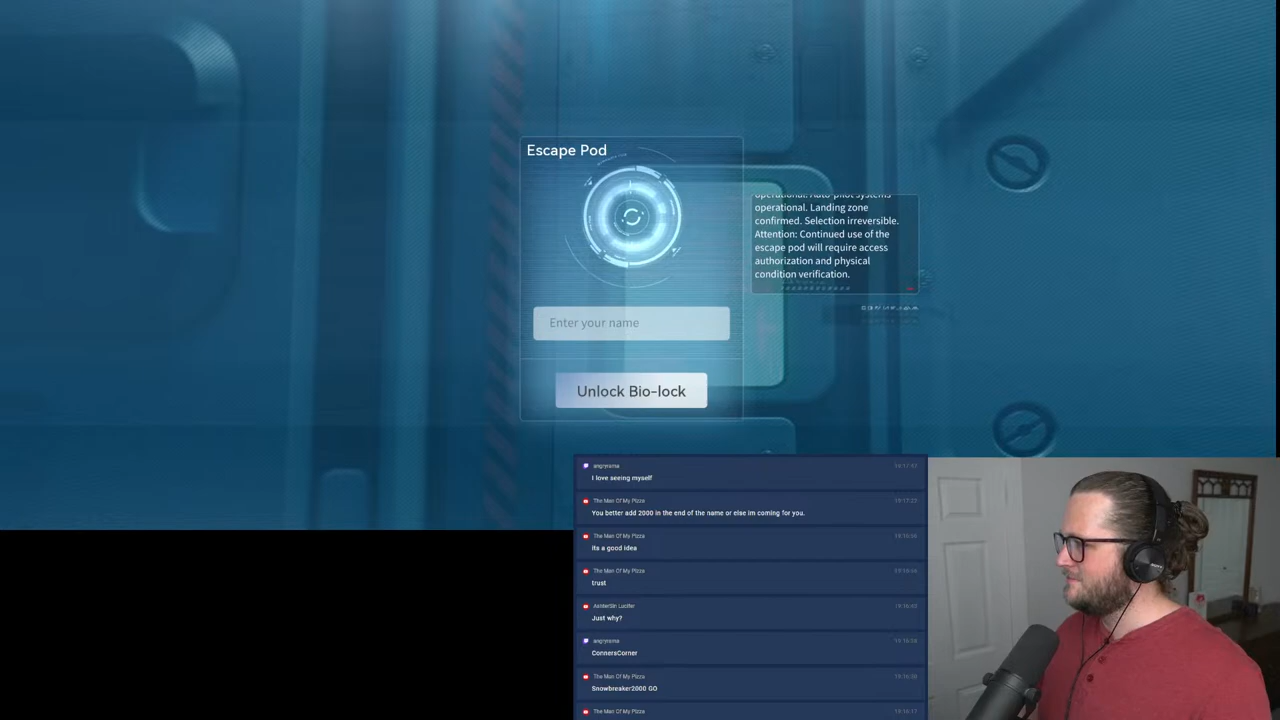 Escape Pod
operational. Auto-pilot systems
operational. Landing zone
confirmed. Selection irreversible.
Attention: Continued use of the
escape pod will require access
authorization and physical
condition verification.
Enter your name
Unlock Bio-lock
I love seeing myself
The Man Of My Pizza
You better add 2000 in the end of the name or else im coming for you.
The Man Of My Pizza
Its a good idea
The Man Of My Pizza
trust
Just why?
ConnersCorner
The Man Of My Pizza
Snowbreaker2000 GO
The Man Of My Pizza